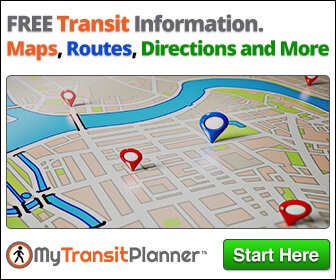 FREE Transit Information.
Maps, Routes, Directions and More
MyTransitPlanner™
Start Here